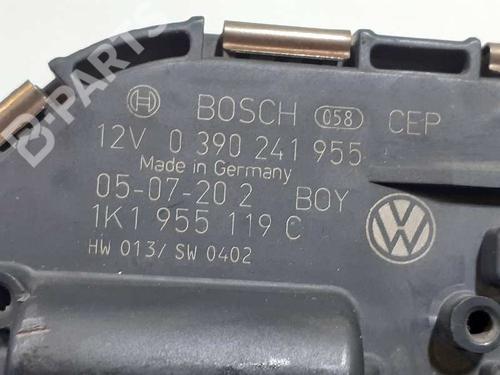 B-PARTS
BOSCH 058 CEP
12V 0 390 241 955
Made in Germany
05-07-20 2 BOY
1K1 955 119 C
HW 013/ SW 0402